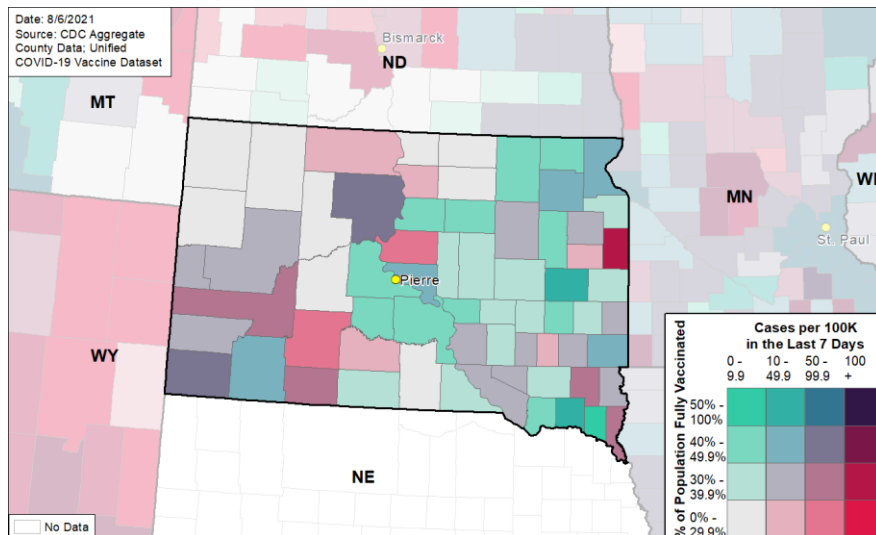 Date: 8/6/2021
Source: CDC Aggregate
County Data; Unified
COVID-19 Vaccine Dataset
Bismarck
ND
MT
MN
WI
St. Paul
Pierre
WY
NE
No Data
Cases per 100K
in the Last 7 Days
0 - 10 - 50 - 100
9.9 49.9 99.9 +
% of Population Fully Vaccinated
50% -
100%
40% -
49.9%
30% -
39.9%
0% -
29.9%